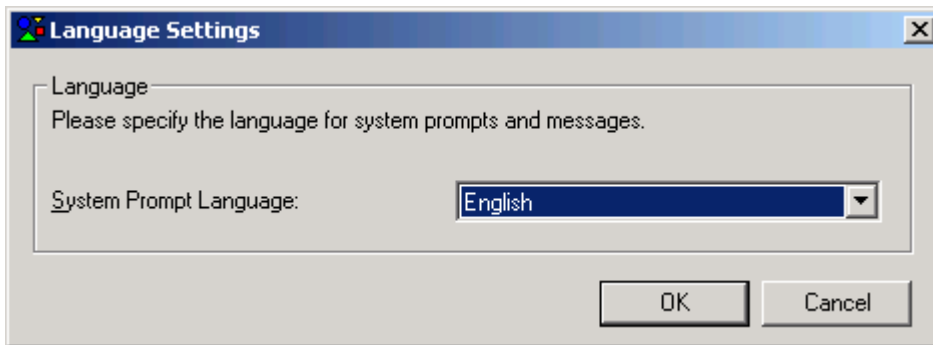 Language Settings
Language
Please specify the language for system prompts and messages.
System Prompt Language: English
OK Cancel